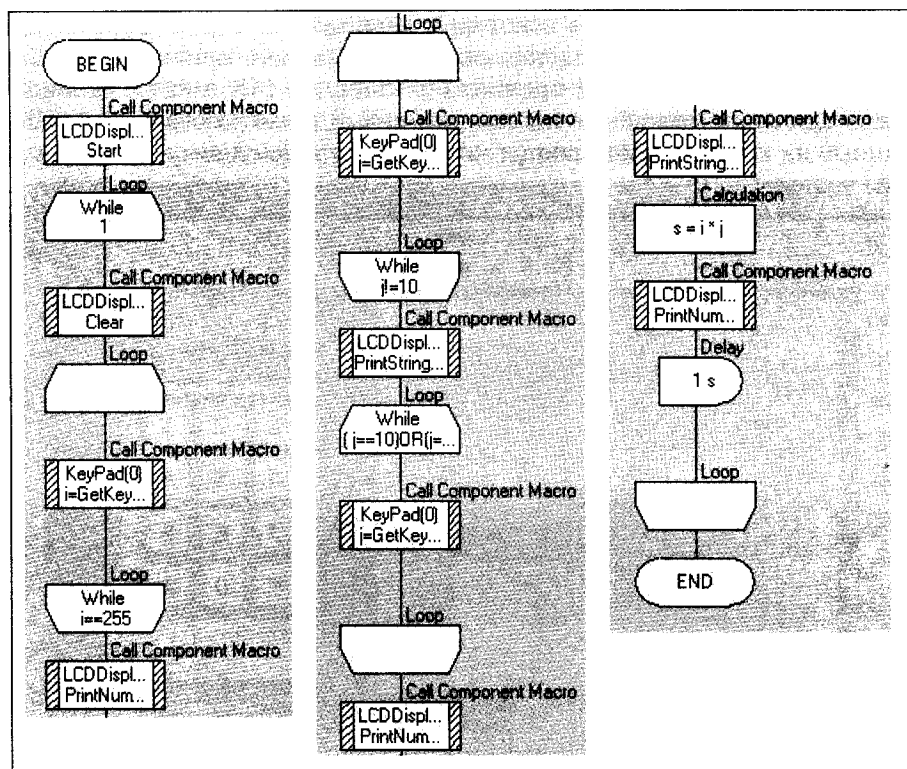 BEGIN
Call Component Macro
LCDDispl...
Start
Loop
While
1
Call Component Macro
LCDDispl...
Clear
Loop
Call Component Macro
KeyPad(0)
i=GetKey...
Loop
While
i==255
Call Component Macro
LCDDispl...
PrintNum...
Loop
Call Component Macro
KeyPad(0)
j=GetKey...
Loop
While
j!=10
Call Component Macro
LCDDispl...
PrintString...
Loop
While
( j==10)OR(j=...
Call Component Macro
KeyPad(0)
j=GetKey...
Loop
Call Component Macro
LCDDispl...
PrintNum...
Call Component Macro
LCDDispl...
PrintString...
Calculation
s = i * j
Call Component Macro
LCDDispl...
PrintNum...
Delay
1 s
Loop
END